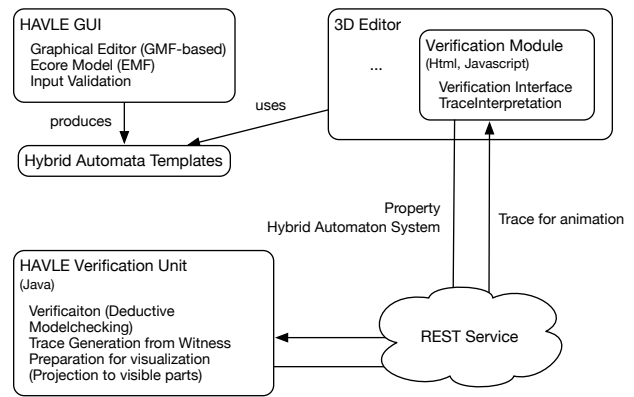 HAVLE GUI
Graphical Editor (GMF-based)
Ecore Model (EMF)
Input Validation
3D Editor
...
Verification Module
(Html, Javascript)
Verification Interface
TraceInterpretation
produces
uses
Hybrid Automata Templates
Property
Hybrid Automaton System
Trace for animation
HAVLE Verification Unit
(Java)
Verificaiton (Deductive
Modelchecking)
Trace Generation from Witness
Preparation for visualization
(Projection to visible parts)
REST Service